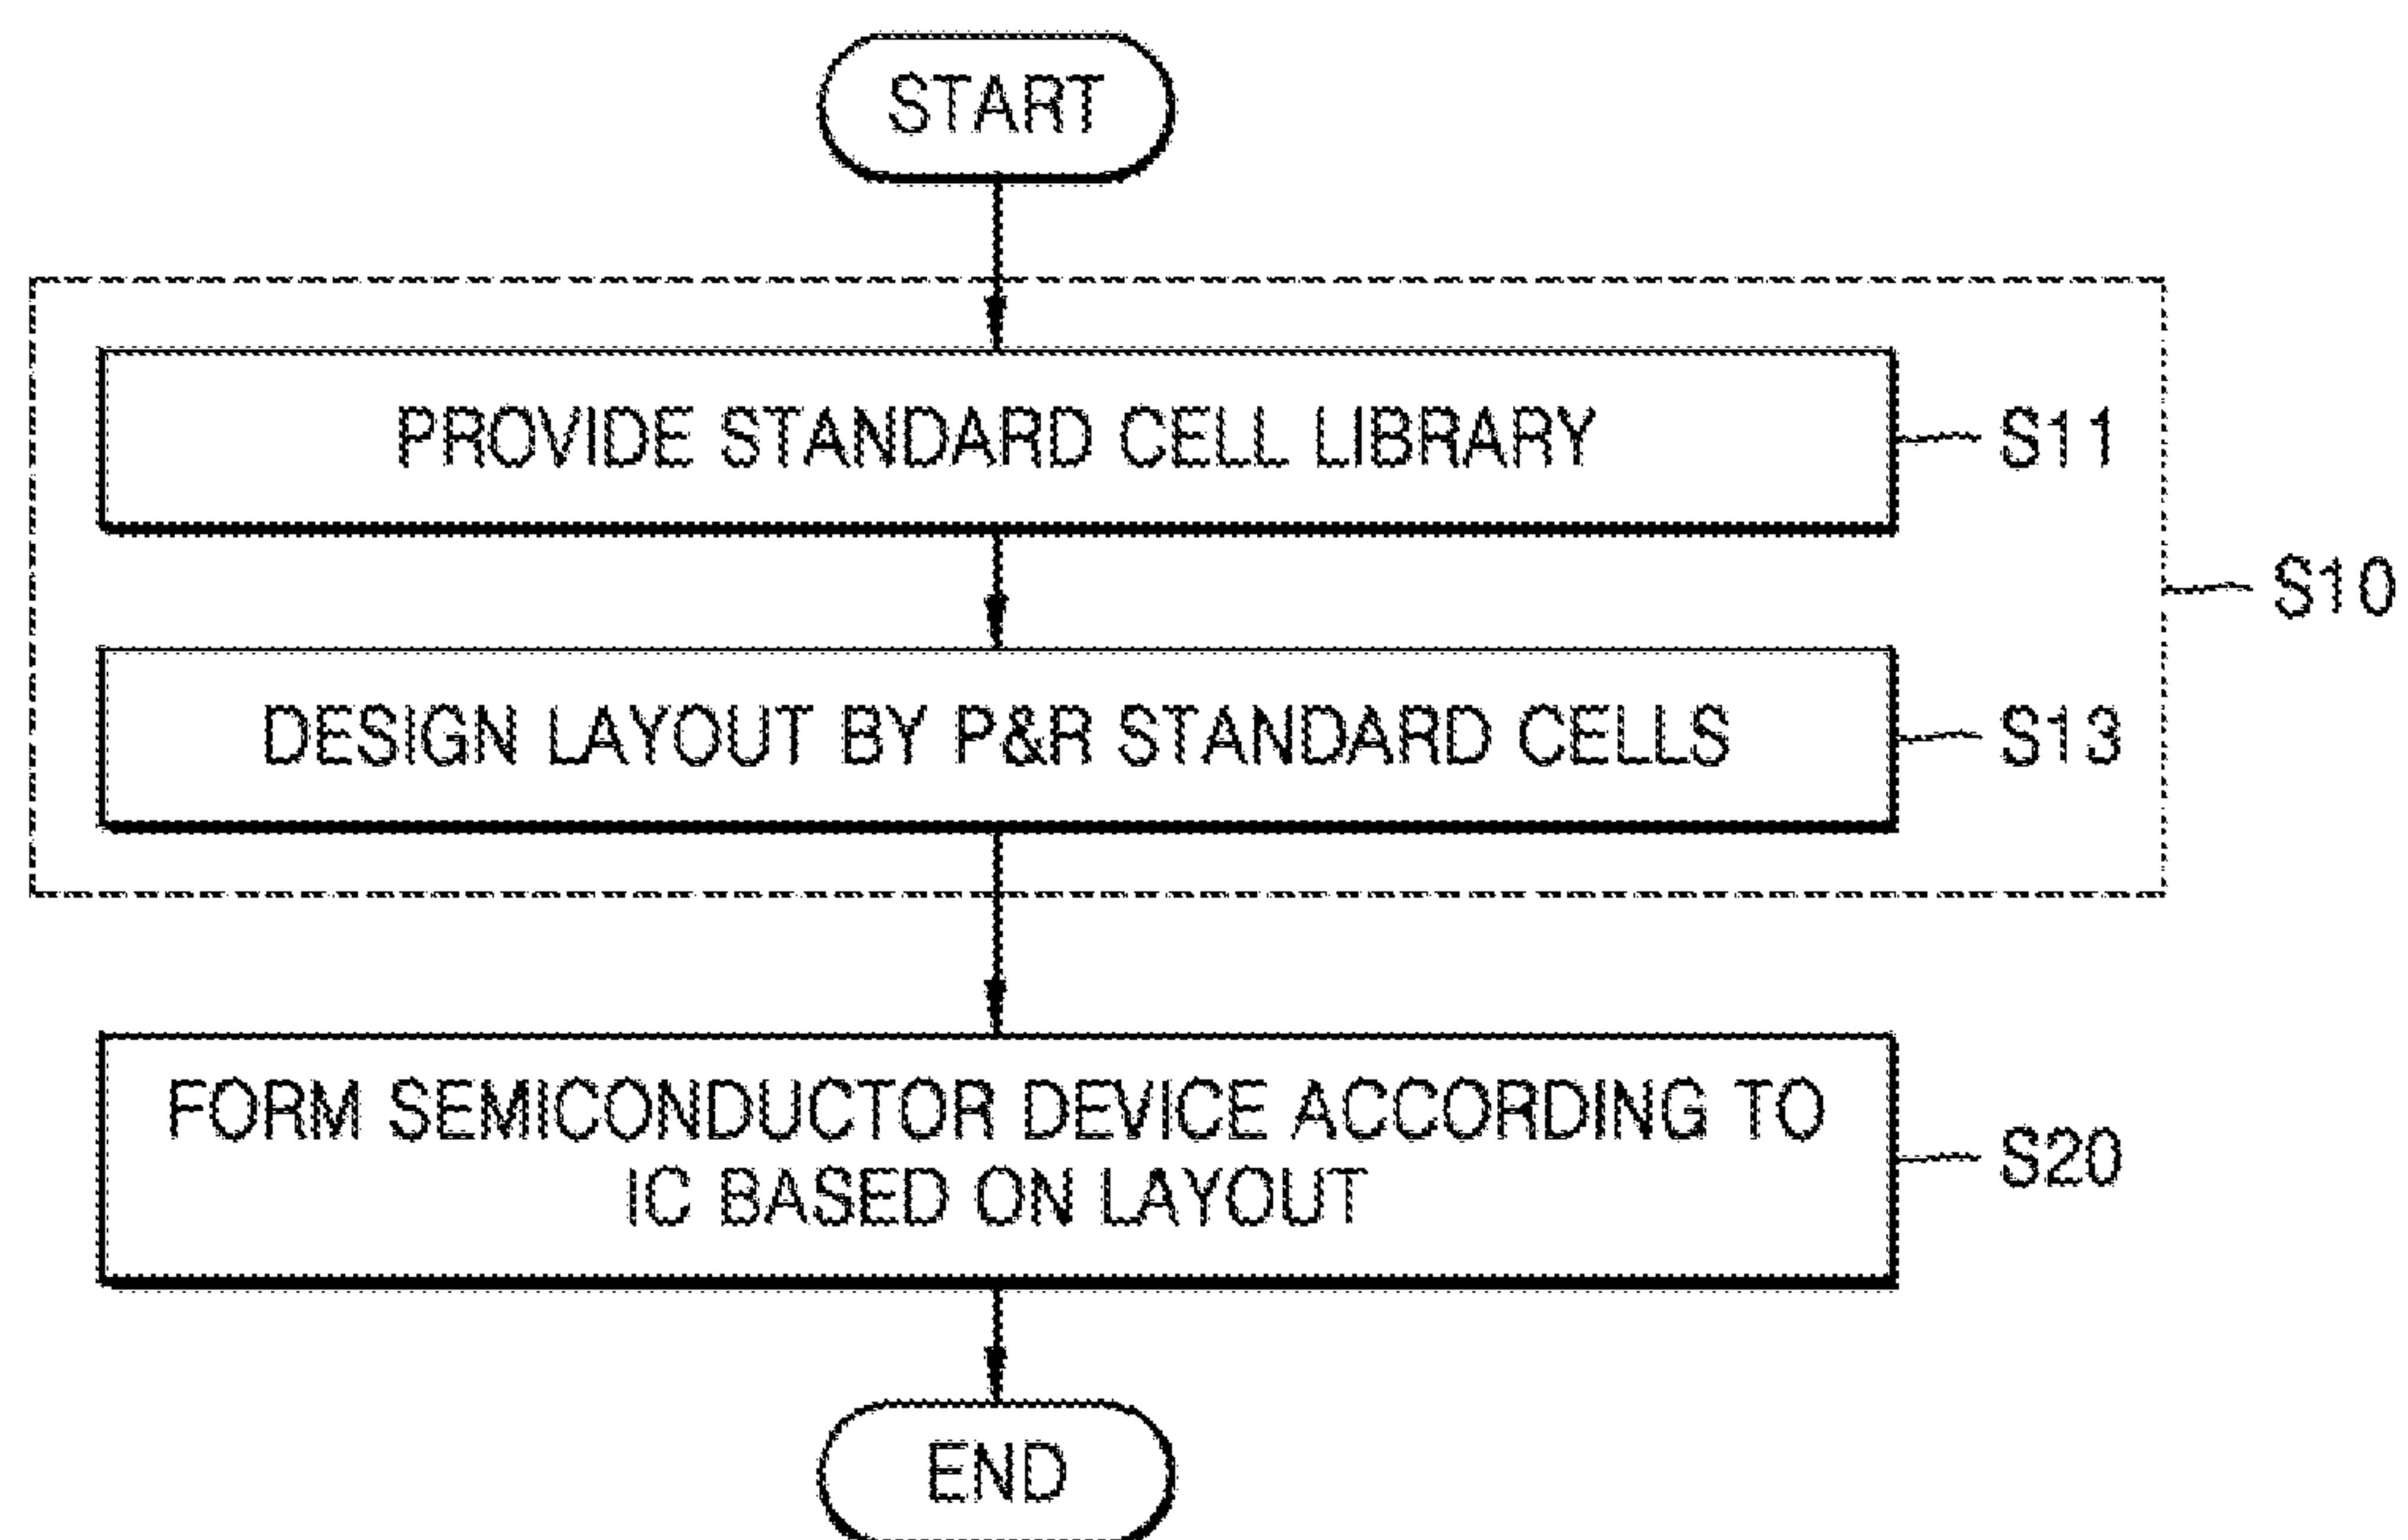 START
PROVIDE STANDARD CELL LIBRARY
S11
S10
DESIGN LAYOUT BY P&R STANDARD CELLS
S13
FORM SEMICONDUCTOR DEVICE ACCORDING TO
IC BASED ON LAYOUT
S20
END